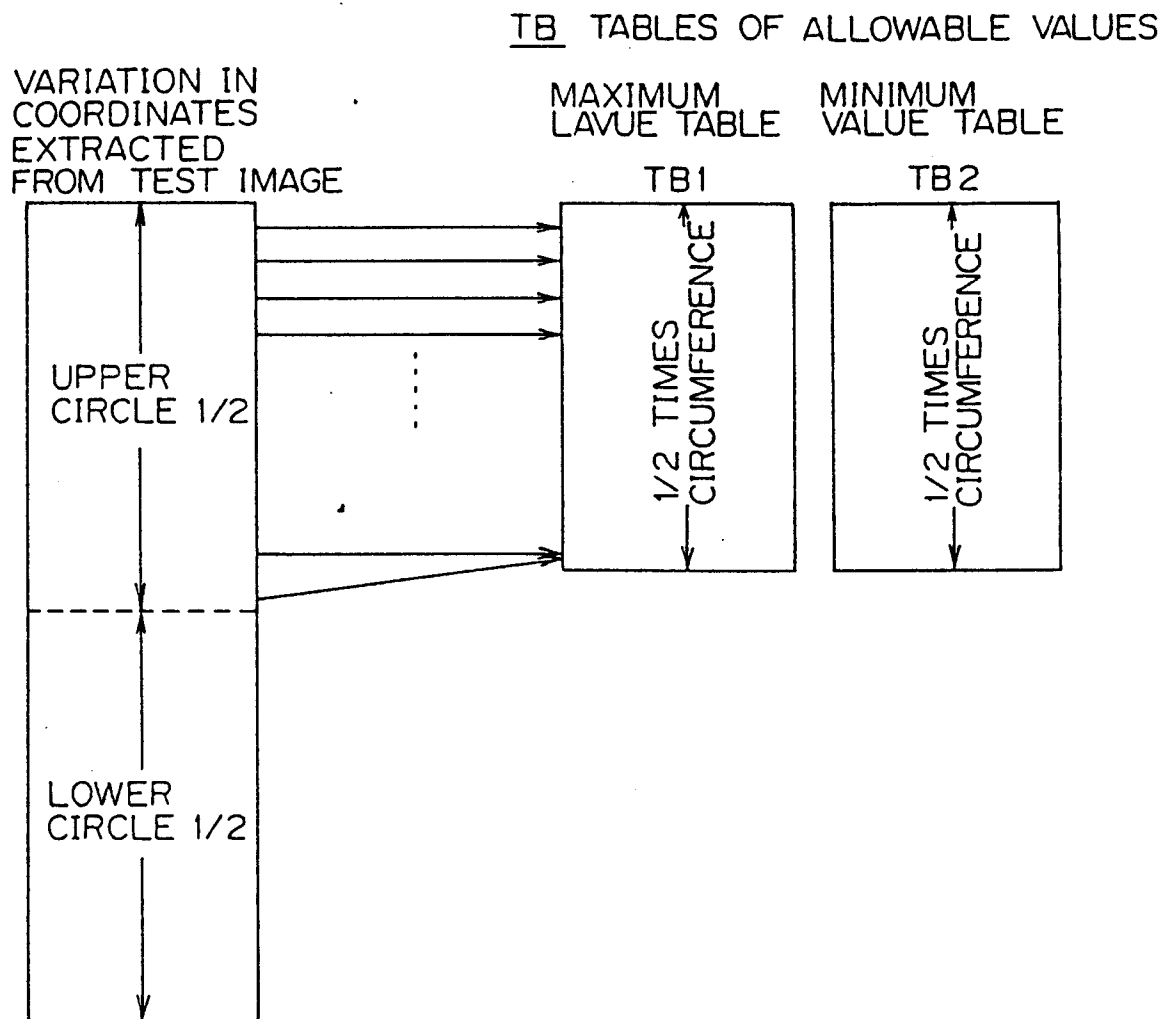 TB TABLES OF ALLOWABLE VALUES
VARIATION IN
COORDINATES
EXTRACTED
FROM TEST IMAGE
MAXIMUM
LAVUE TABLE
TB1
MINIMUM
VALUE TABLE
TB2
UPPER
CIRCLE 1/2
1/2 TIMES
CIRCUMFERENCE
1/2 TIMES
CIRCUMFERENCE
LOWER
CIRCLE 1/2